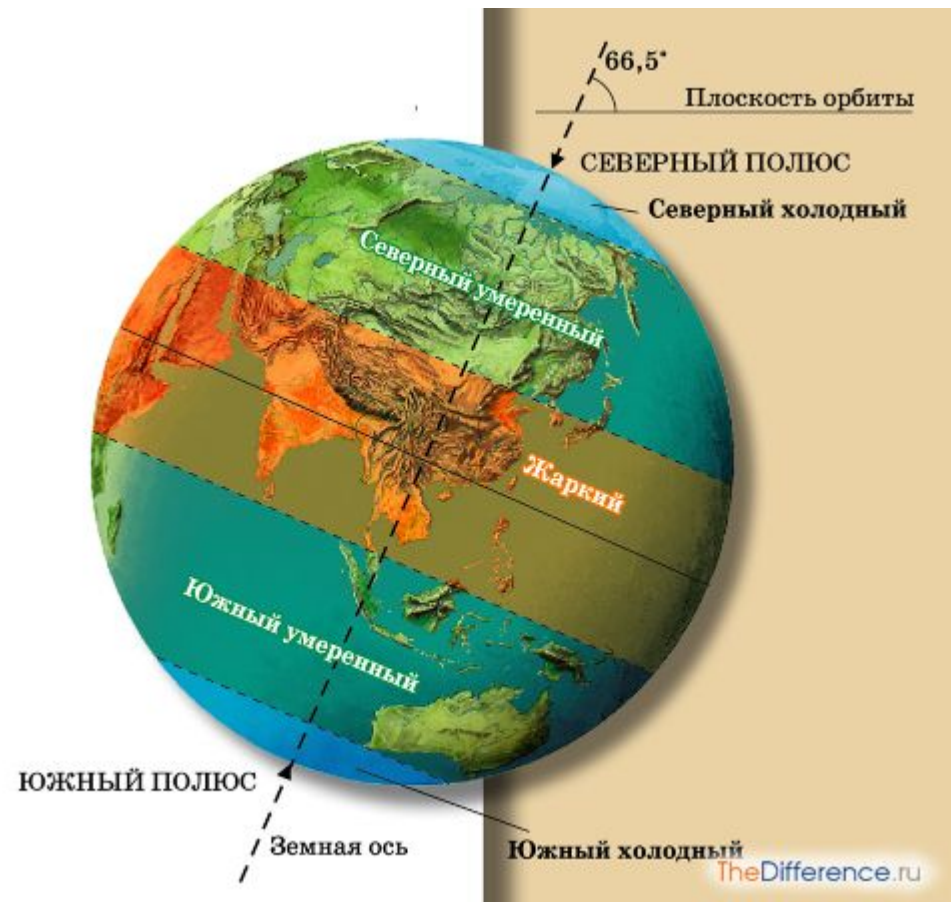 66,5°
Плоскость орбиты
СЕВЕРНЫЙ ПОЛЮС
Северный холодный
Северный умеренный
Жаркий
Южный умеренный
ЮЖНЫЙ ПОЛЮС
Земная ось
Южный холодный
TheDifference.ru